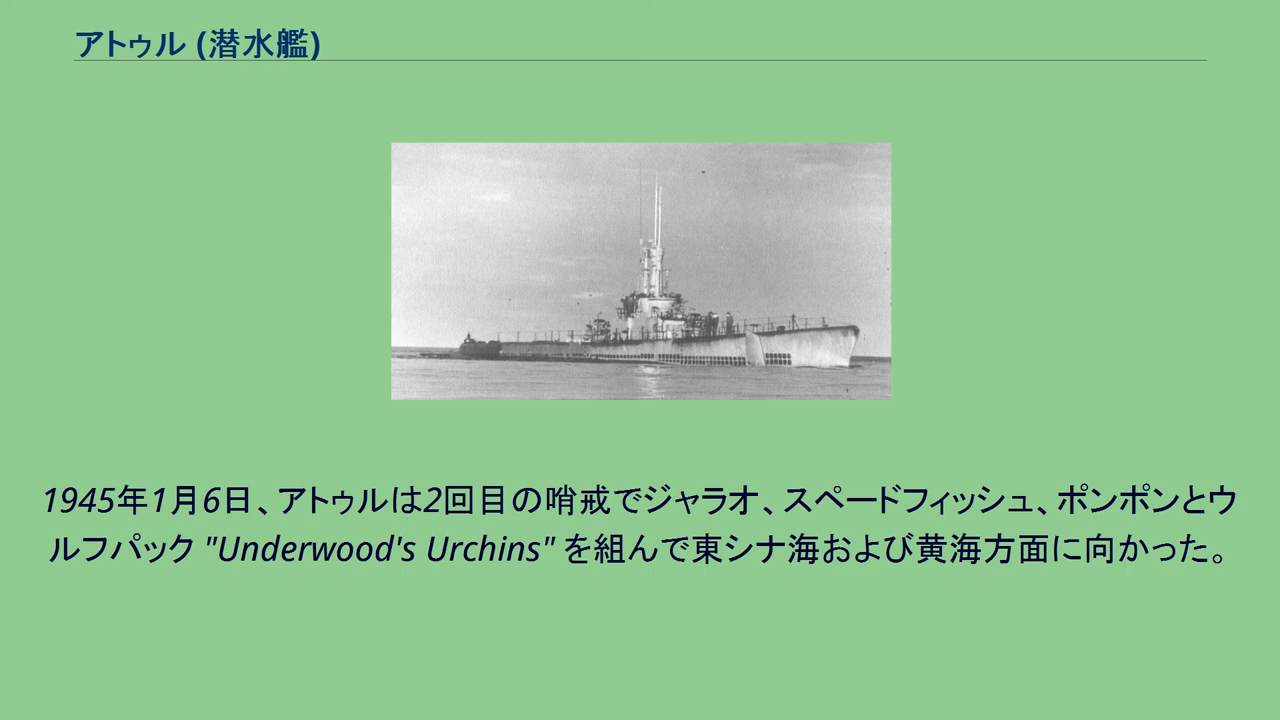 アトゥル (潜水艦)
1945年1月6日、アトゥルは2回目の哨戒でジャラオ、スペードフィッシュ、ポンポンとウ
ルフパック "Underwood's Urchins" を組んで東シナ海および黄海方面に向かった。